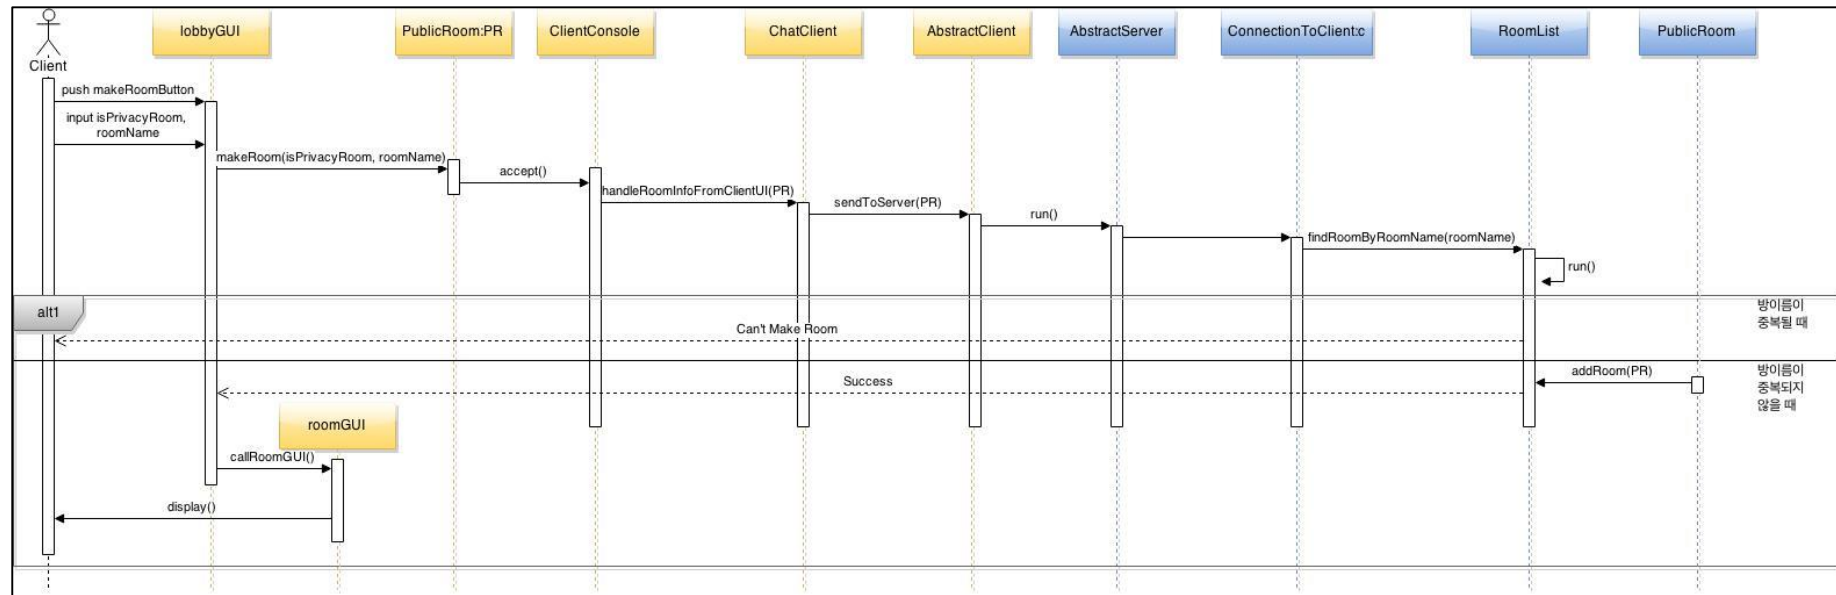 Client
lobbyGUI
PublicRoom:PR
ClientConsole
ChatClient
AbstractClient
AbstractServer
ConnectionToClient:c
RoomList
PublicRoom
push makeRoomButton
input isPrivacyRoom,
roomName
makeRoom(isPrivacyRoom, roomName)
accept()
handleRoomInfoFromClientUI(PR)
sendToServer(PR)
run()
findRoomByRoomName(roomName)
run()
alt1
방이름이
중복될 때
Can't Make Room
방이름이
중복되지
않을 때
addRoom(PR)
Success
roomGUI
callRoomGUI()
display()